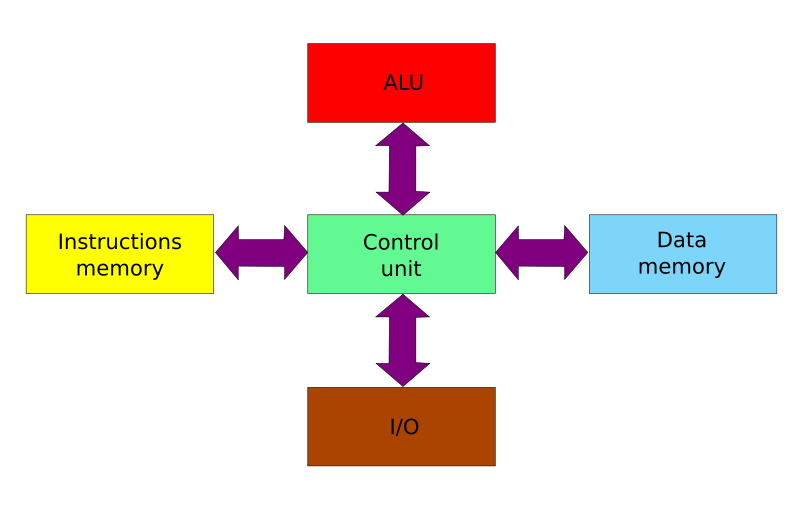 ALU
Instructions
memory
Control
unit
Data
memory
I/O